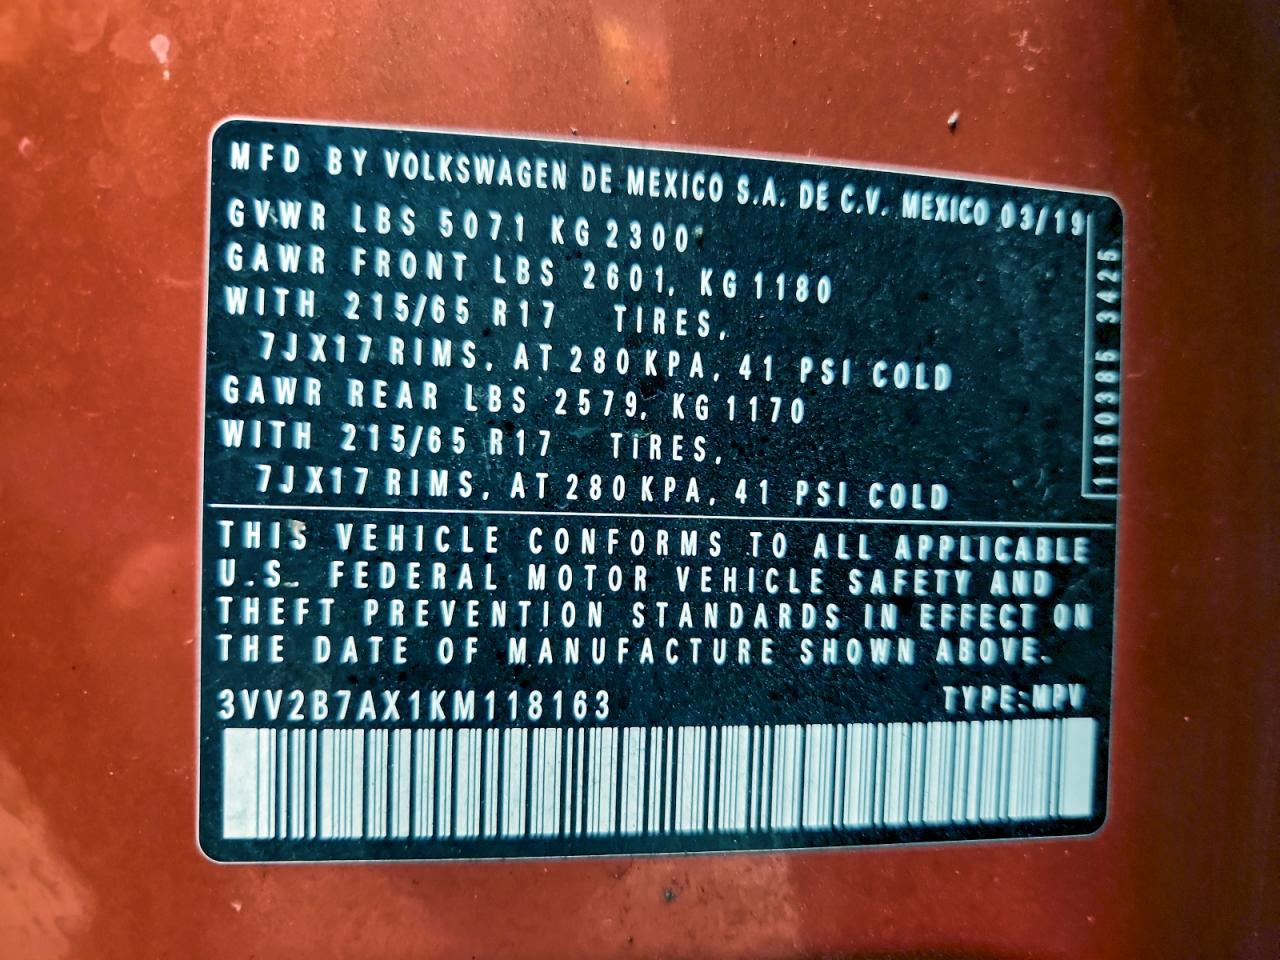 MFD BY VOLKSWAGEN DE MEXICO S.A. DE C.V. MEXICO 03/19
GVWR LBS 5071 KG 2300
GAWR FRONT LBS 2601, KG 1180
WITH 215/65 R17 TIRES,
7JX17 RIMS, AT 280 KPA, 41 PSI COLD
GAWR REAR LBS 2579, KG 1170
WITH 215/65 R17 TIRES,
7JX17 RIMS, AT 280 KPA, 41 PSI COLD
1150385 3425
THIS VEHICLE CONFORMS TO ALL APPLICABLE
U.S. FEDERAL MOTOR VEHICLE SAFETY AND
THEFT PREVENTION STANDARDS IN EFFECT ON
THE DATE OF MANUFACTURE SHOWN ABOVE.
3VV2B7AX1KM118163 TYPE:MPV